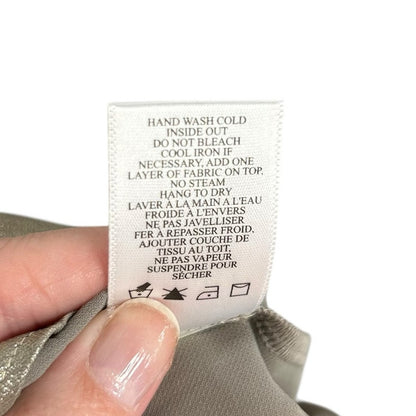 HAND WASH COLD
INSIDE OUT
DO NOT BLEACH
COOL IRON IF
NECESSARY, ADD ONE
LAYER OF FABRIC ON TOP,
NO STEAM
HANG TO DRY
LAVER À LA MAIN A L'EAU
FROIDE À L'ENVERS
NE PAS JAVELLISER
FER À REPASSER FROID,
AJOUTER COUCHE DE
TISSU AU TOIT,
NE PAS VAPEUR
SUSPENDRE POUR
SÉCHER